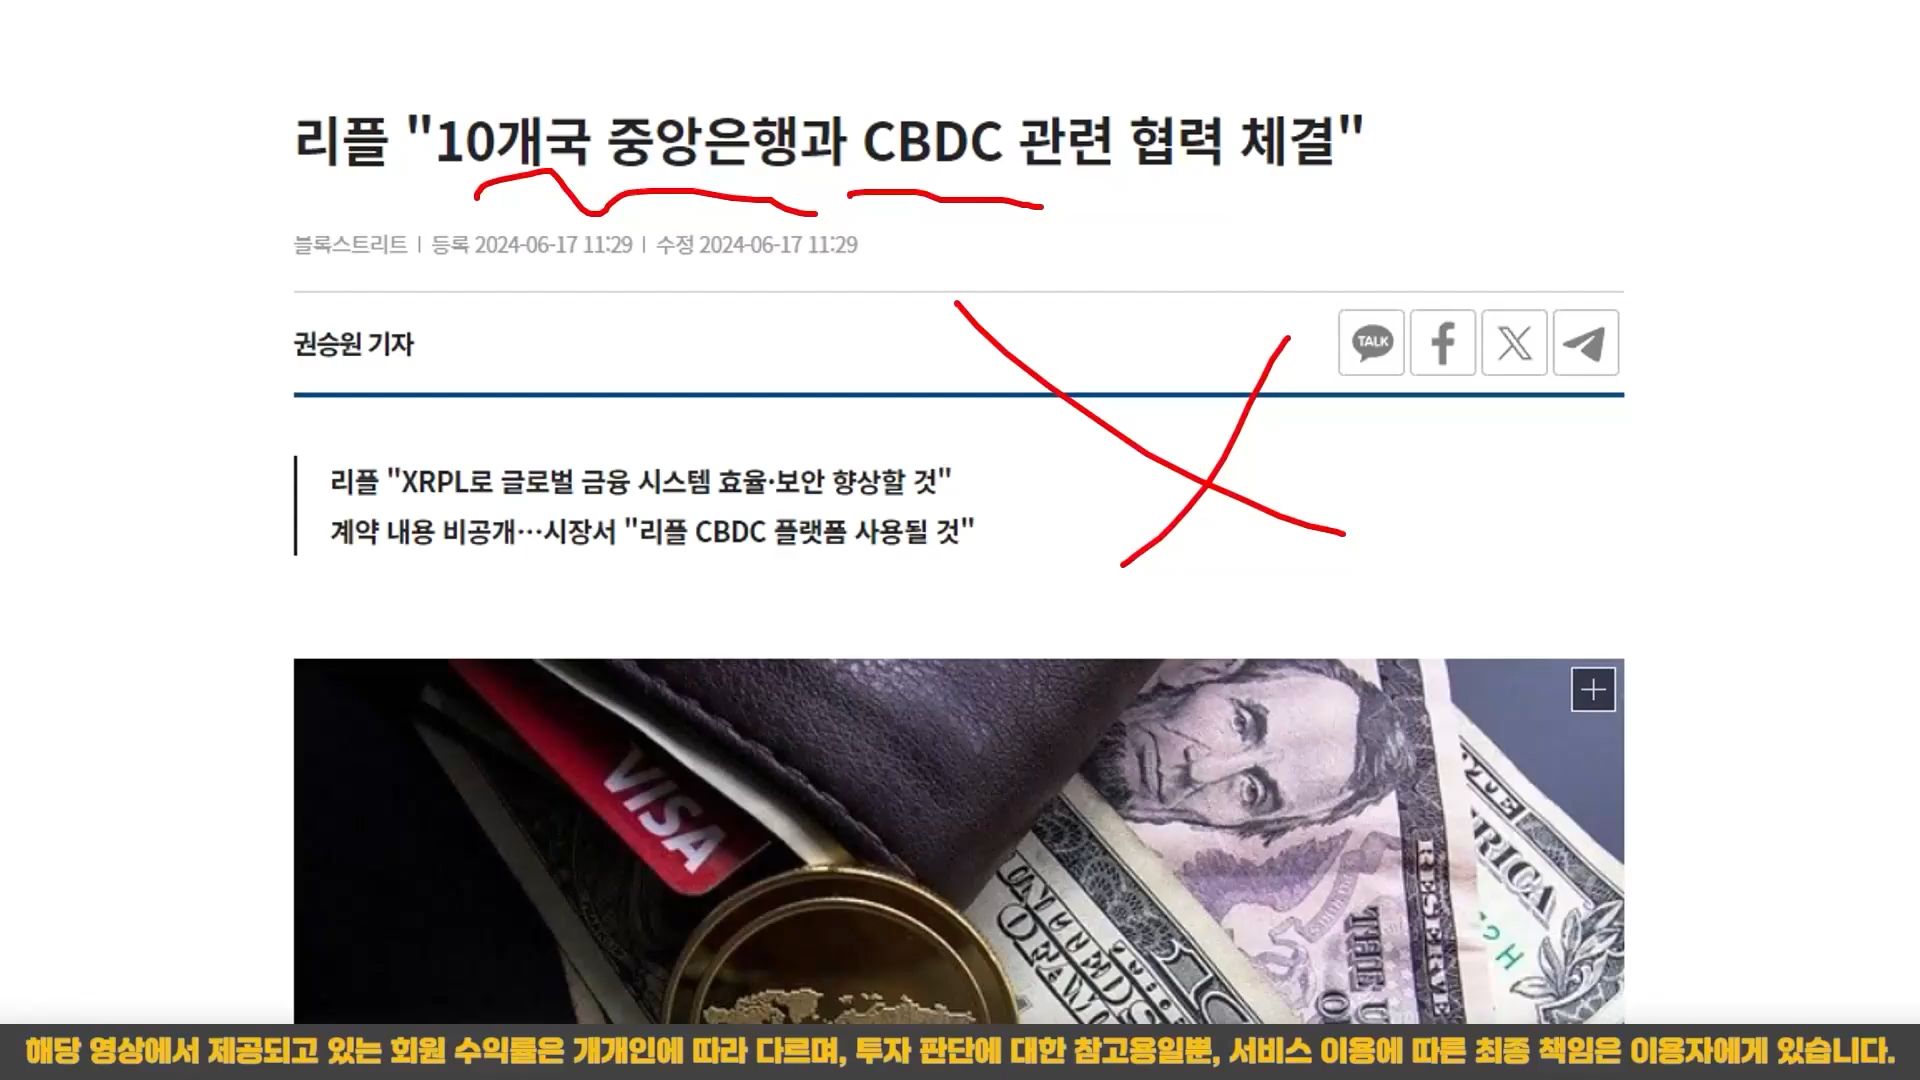 리플 "10개국 중앙은행과 CBDC 관련 협력 체결"
블록스트리트 | 등록 2024-06-17 11:29 | 수정 2024-06-17 11:29
권승원 기자
TALK
리플 "XRPL로 글로벌 금융 시스템 효율·보안 향상할 것"
계약 내용 비공개…시장서 "리플 CBDC 플랫폼 사용될 것"
VISA
RESERVE
THE U
UNITED S
OF AM
RICA
해당 영상에서 제공되고 있는 회원 수익률은 개개인에 따라 다르며, 투자 판단에 대한 참고용일뿐, 서비스 이용에 따른 최종 책임은 이용자에게 있습니다.